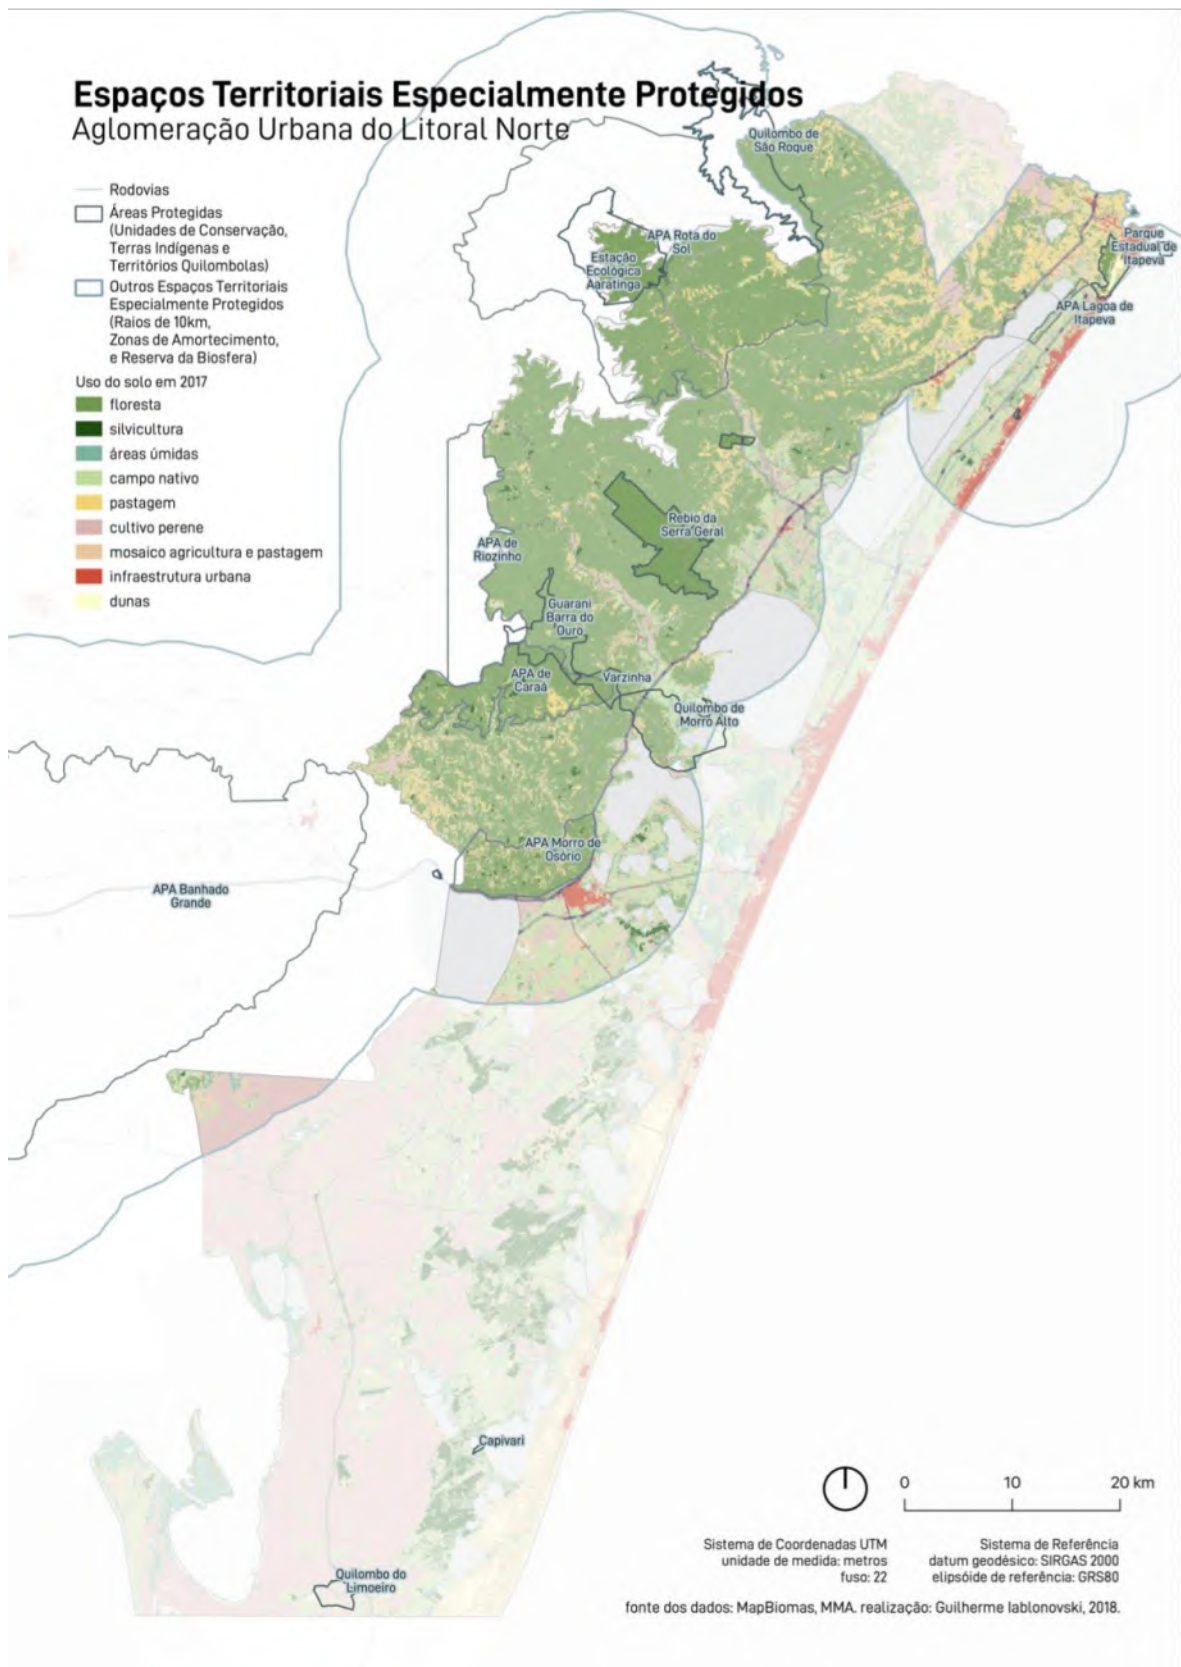 Espaços Territoriais Especialmente Protegidos
Aglomeração Urbana do Litoral Norte
Rodovias
Áreas Protegidas
(Unidades de Conservação,
Terras Indígenas e
Territórios Quilombolas)
Outros Espaços Territoriais
Especialmente Protegidos
(Raios de 10km,
Zonas de Amortecimento,
e Reserva da Biosfera)
Uso do solo em 2017
floresta
silvicultura
áreas úmidas
campo nativo
pastagem
cultivo perene
mosaico agricultura e pastagem
infraestrutura urbana
dunas
Quilombo de
São Roque
APA Rota do
Sol
Estação
Ecológica
Aaratinga
Parque
Estadual de
Itapeva
APA Lagoa de
Itapeva
Rebio da
Serra Geral
APA de
Riozinho
Guarani
Barra do
Ouro
APA de
Caraá
Varzinha
Quilombo de
Morro Alto
APA Morro de
Osório
APA Banhado
Grande
Capivari
Quilombo do
Limoeiro
0 10 20 km
Sistema de Coordenadas UTM
unidade de medida: metros
fuso: 22
Sistema de Referência
datum geodésico: SIRGAS 2000
elipsóide de referência: GRS80
fonte dos dados: MapBiomas, MMA. realização: Guilherme Iablonovski, 2018.